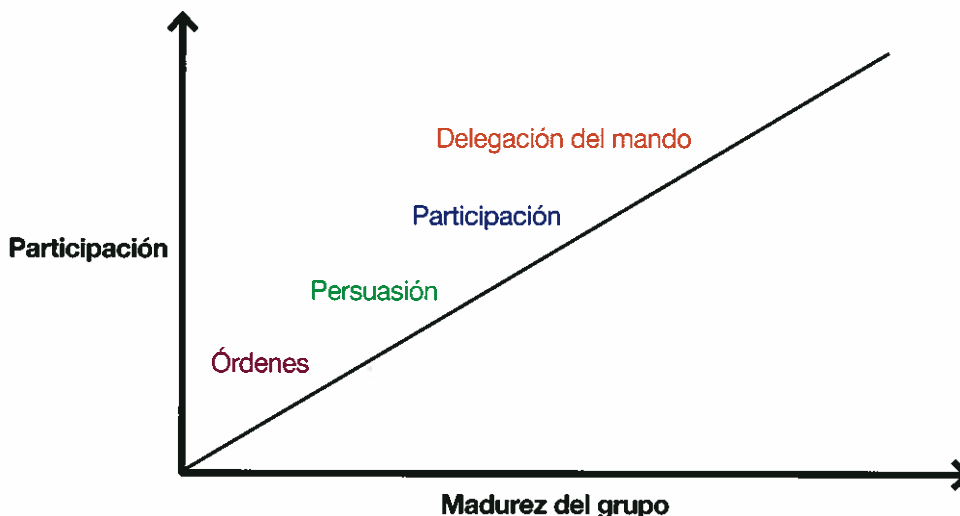 Delegación del mando
Participación
Participación
Persuasión
Órdenes
Madurez del grupo